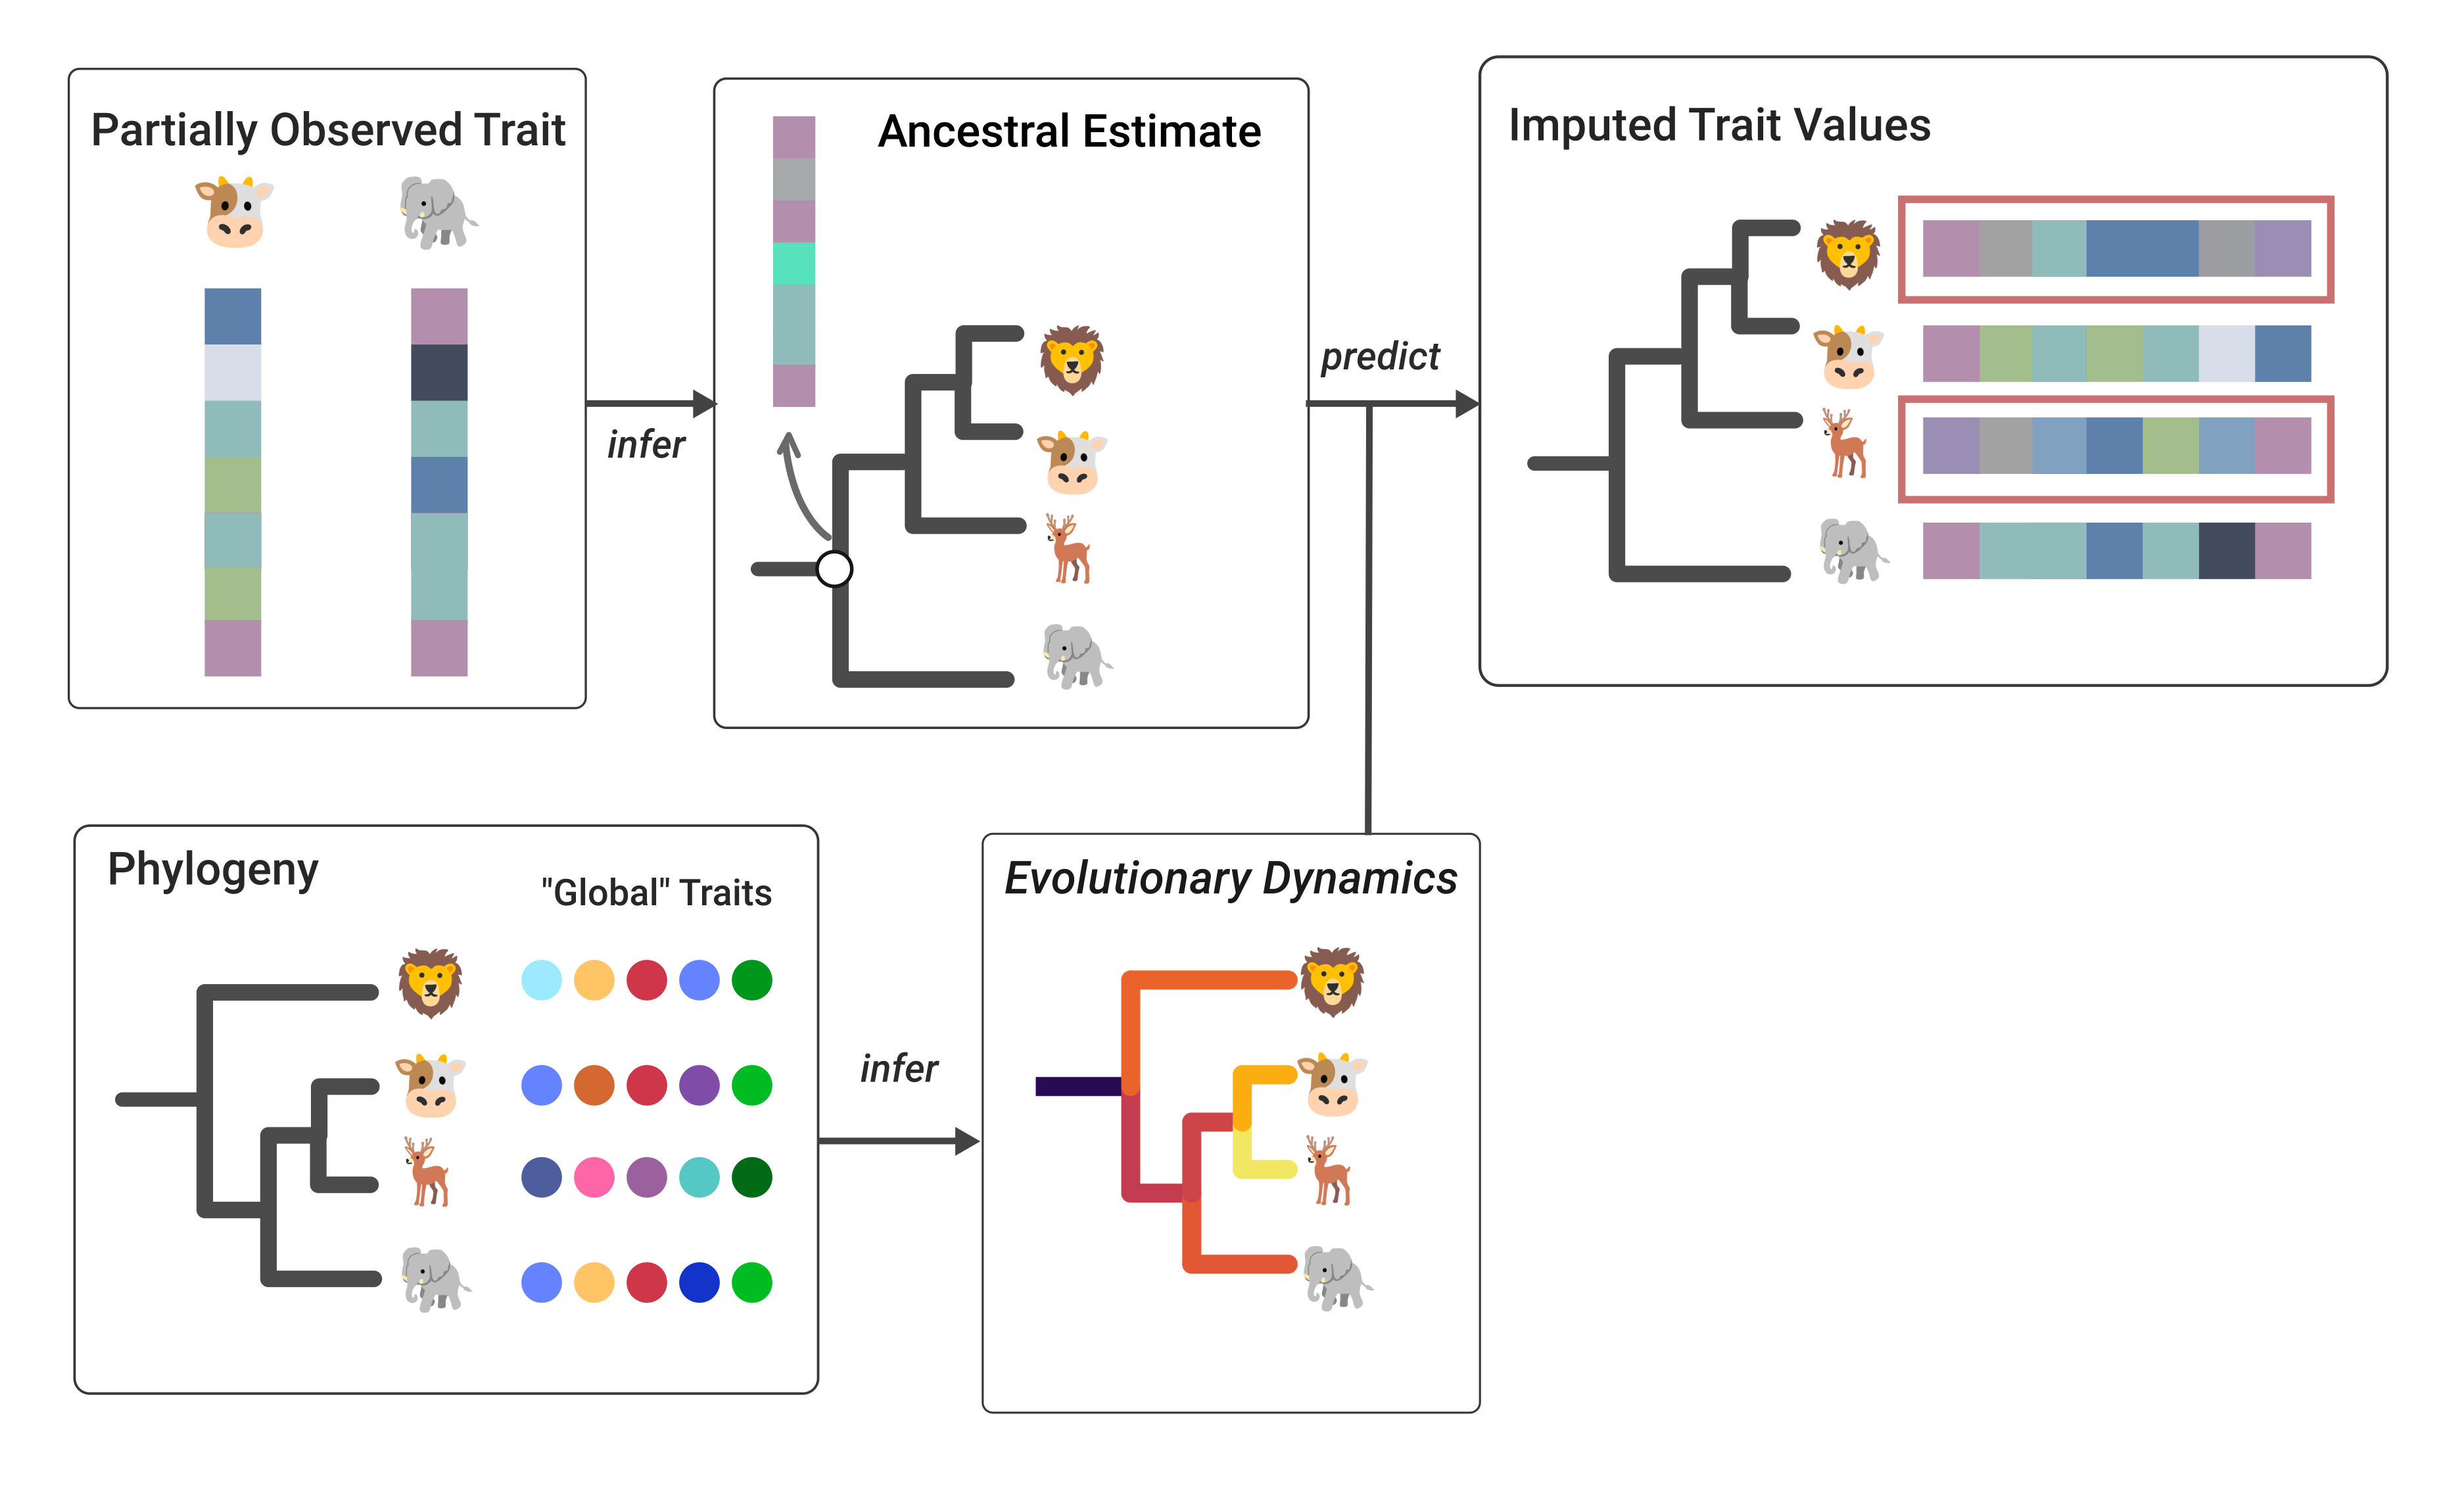 Partially Observed Trait
infer
Ancestral Estimate
predict
Imputed Trait Values
Phylogeny
"Global" Traits
infer
Evolutionary Dynamics